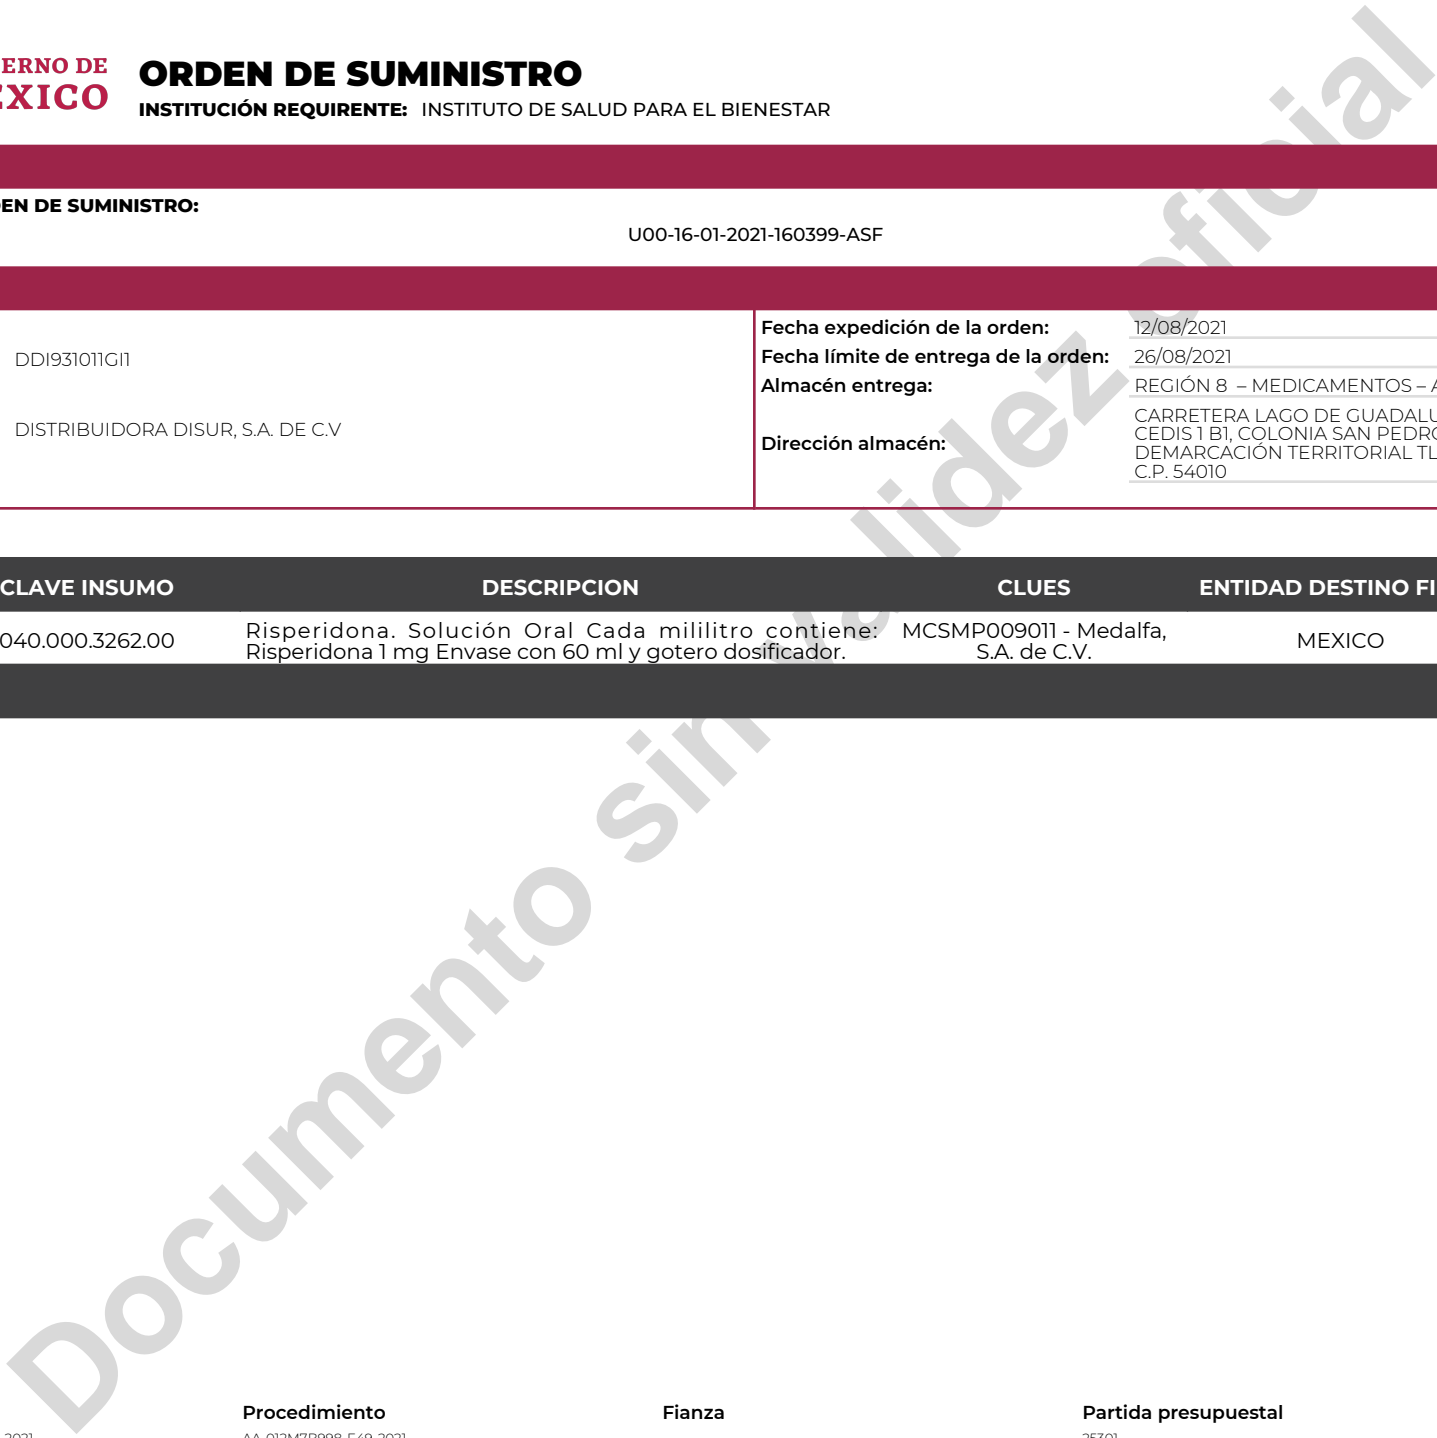 ERNO DE
EXICO
ORDEN DE SUMINISTRO
INSTITUCIÓN REQUIRENTE: INSTITUTO DE SALUD PARA EL BIENESTAR
EN DE SUMINISTRO:
U00-16-01-2021-160399-ASF
DDI931011GI1
DISTRIBUIDORA DISUR, S.A. DE C.V
Fecha expedición de la orden: 12/08/2021
Fecha límite de entrega de la orden: 26/08/2021
Almacén entrega: REGIÓN 8 – MEDICAMENTOS – A
Dirección almacén:
CARRETERA LAGO DE GUADALU
CEDIS 1 B1, COLONIA SAN PEDRO
DEMARCACIÓN TERRITORIAL TL
C.P. 54010
CLAVE INSUMO DESCRIPCION CLUES ENTIDAD DESTINO FI
040.000.3262.00
Risperidona. Solución Oral Cada mililitro contiene:
Risperidona 1 mg Envase con 60 ml y gotero dosificador.
MCSMP009011 - Medalfa,
S.A. de C.V.
MEXICO
Documento sin validez oficial
Procedimiento Fianza Partida presupuestal